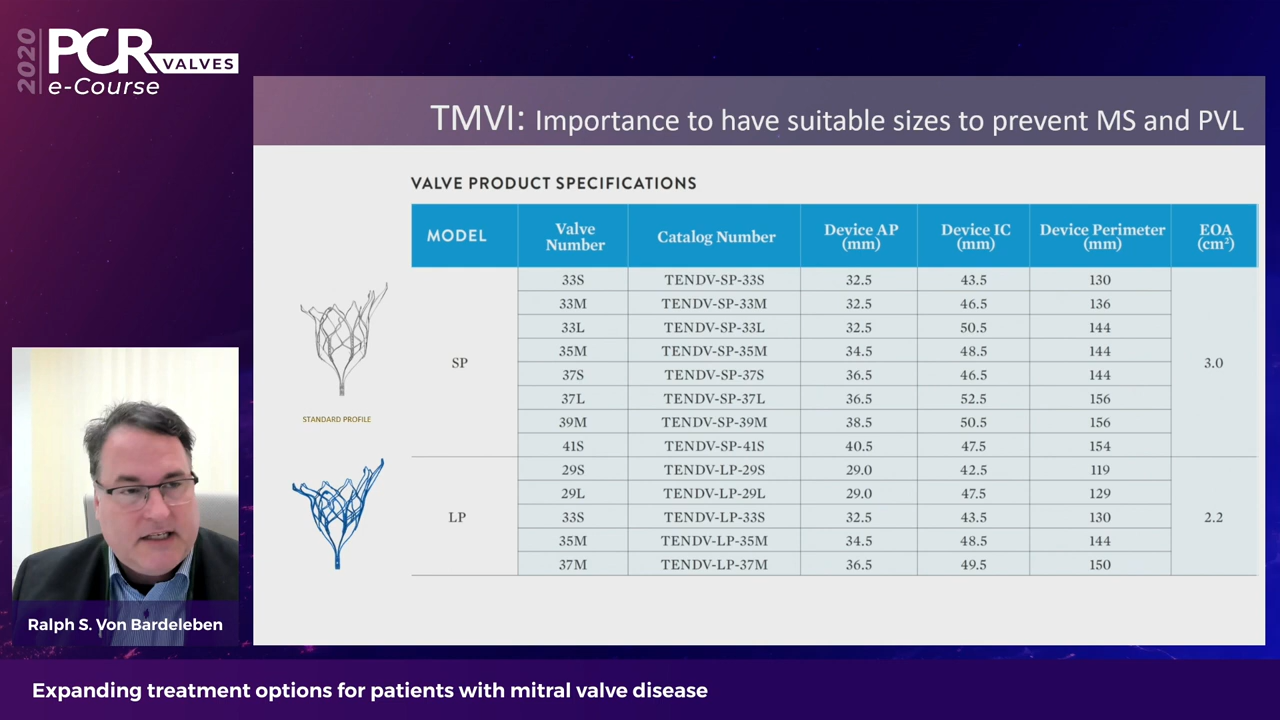 2020
PCR
VALVES
e-Course
TMVI: Importance to have suitable sizes to prevent MS and PVL
VALVE PRODUCT SPECIFICATIONS
MODEL Valve Number Catalog Number Device AP (mm) Device IC (mm) Device Perimeter (mm) EOA (cm²)
SP 3.0
33S TENDV-SP-33S 32.5 43.5 130
33M TENDV-SP-33M 32.5 46.5 136
33L TENDV-SP-33L 32.5 50.5 144
35M TENDV-SP-35M 34.5 48.5 144
37S TENDV-SP-37S 36.5 46.5 144
37L TENDV-SP-37L 36.5 52.5 156
39M TENDV-SP-39M 38.5 50.5 156
41S TENDV-SP-41S 40.5 47.5 154
LP 2.2
29S TENDV-LP-29S 29.0 42.5 119
29L TENDV-LP-29L 29.0 47.5 129
33S TENDV-LP-33S 32.5 43.5 130
35M TENDV-LP-35M 34.5 48.5 144
37M TENDV-LP-37M 36.5 49.5 150
STANDARD PROFILE
Ralph S. Von Bardeleben
Expanding treatment options for patients with mitral valve disease